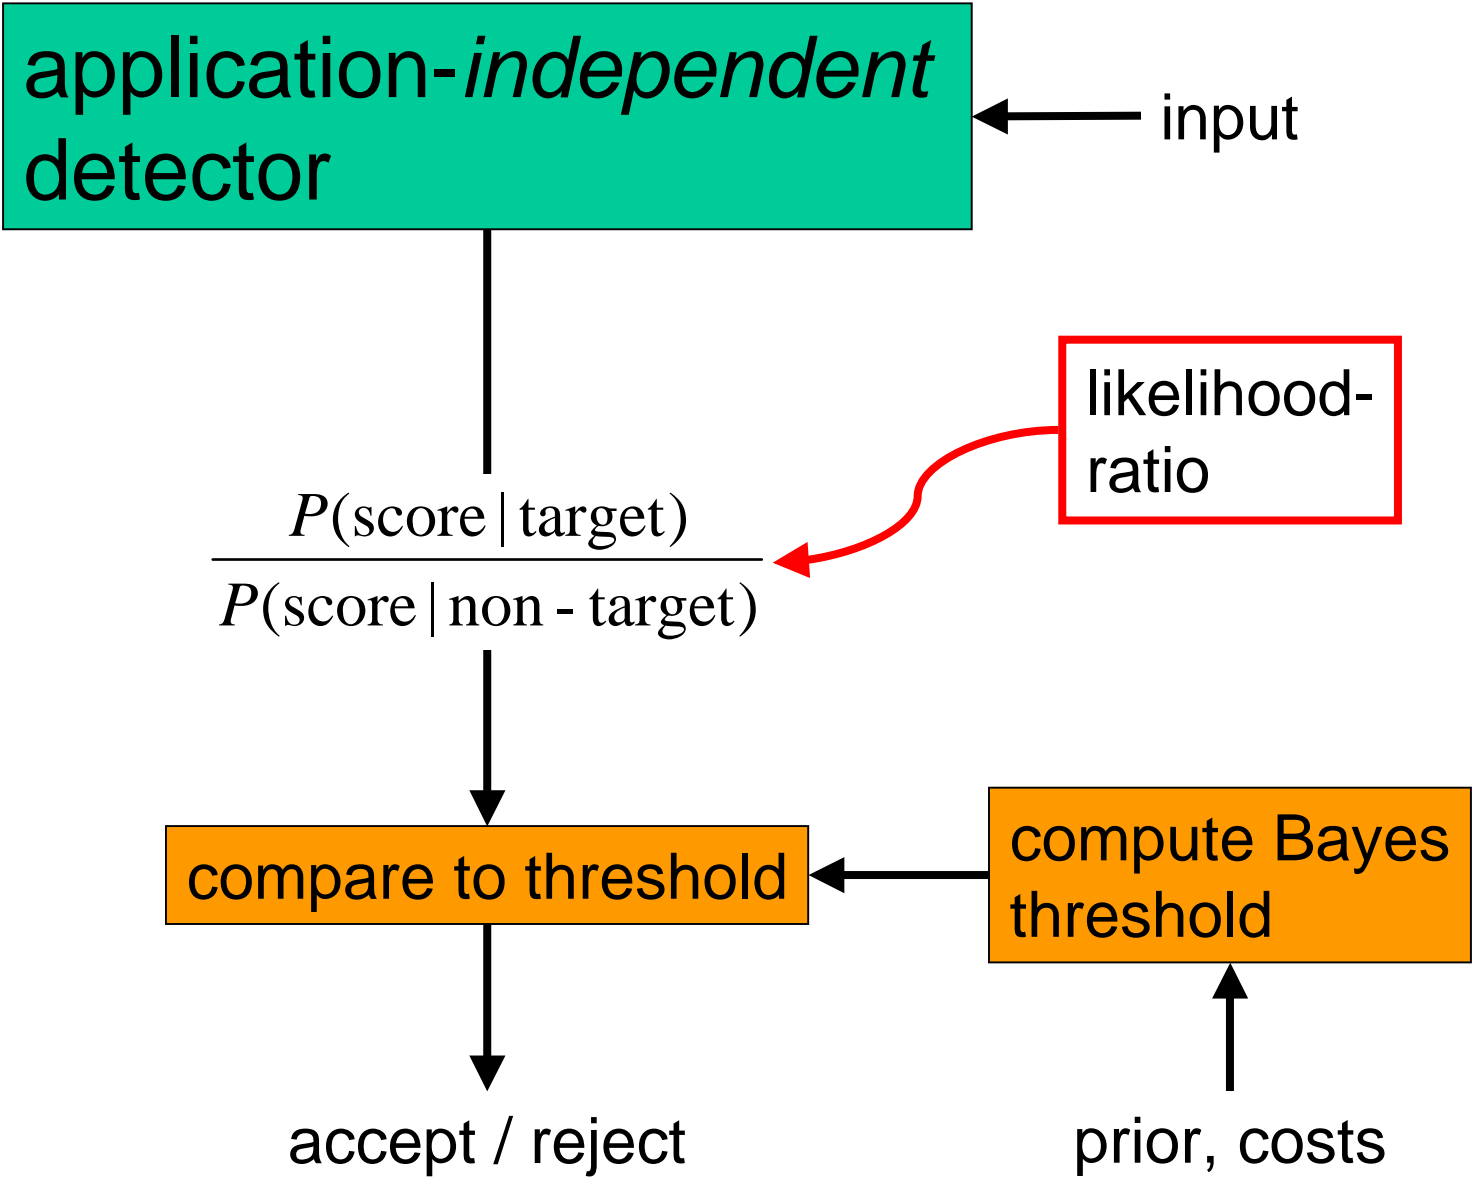 application-independent
detector
input
likelihood-
ratio
P(score | target)
P(score | non - target)
compare to threshold
compute Bayes
threshold
accept / reject
prior, costs